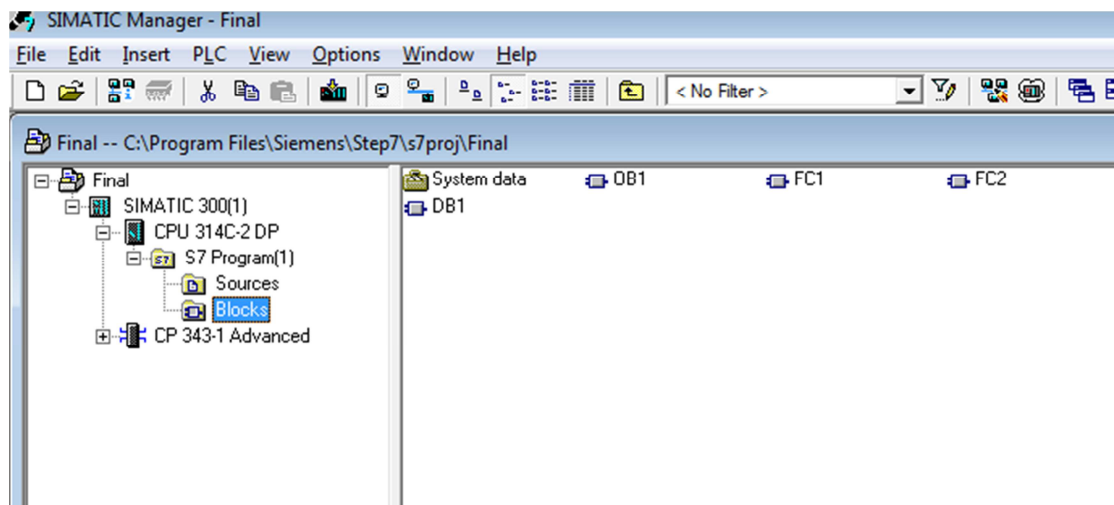 SIMATIC Manager - Final
File Edit Insert PLC View Options Window Help
< No Filter >
Final -- C:\Program Files\Siemens\Step7\s7proj\Final
Final
SIMATIC 300(1)
CPU 314C-2 DP
S7 Program(1)
Sources
Blocks
CP 343-1 Advanced
System data OB1 FC1 FC2
DB1